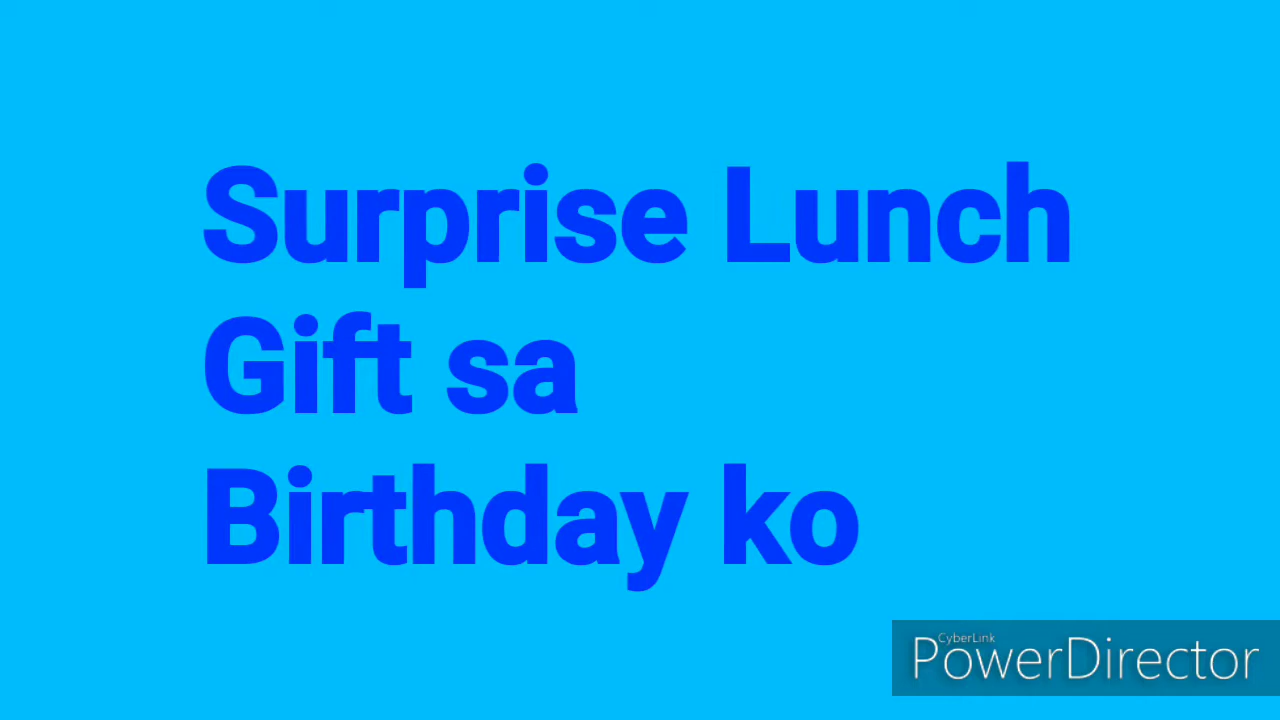 Surprise Lunch
Gift sa
Birthday ko
CyberLink
PowerDirector